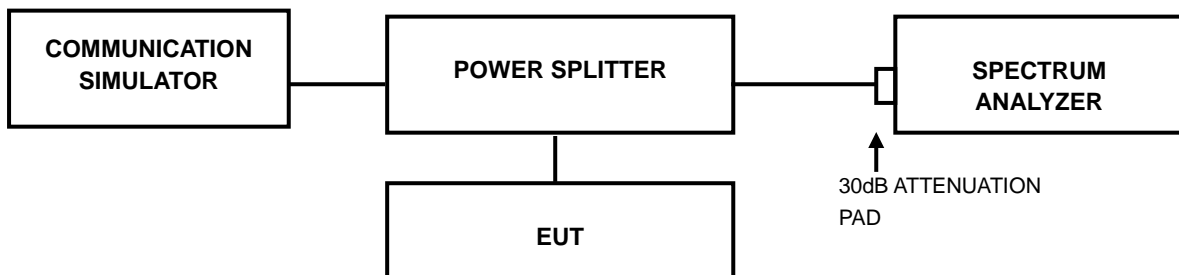 COMMUNICATION
SIMULATOR
POWER SPLITTER
SPECTRUM
ANALYZER
30dB ATTENUATION
PAD
EUT